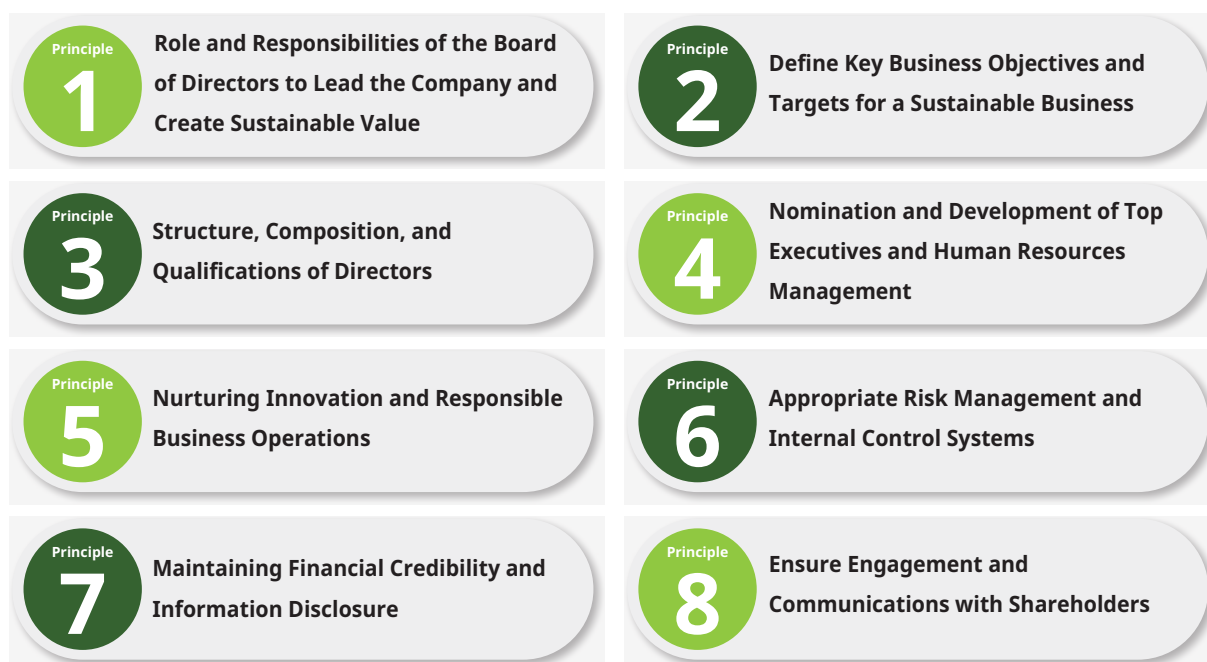 Principle
1
Role and Responsibilities of the Board
of Directors to Lead the Company and
Create Sustainable Value
Principle
2
Define Key Business Objectives and
Targets for a Sustainable Business
Principle
3
Structure, Composition, and
Qualifications of Directors
Principle
4
Nomination and Development of Top
Executives and Human Resources
Management
Principle
5
Nurturing Innovation and Responsible
Business Operations
Principle
6
Appropriate Risk Management and
Internal Control Systems
Principle
7
Maintaining Financial Credibility and
Information Disclosure
Principle
8
Ensure Engagement and
Communications with Shareholders